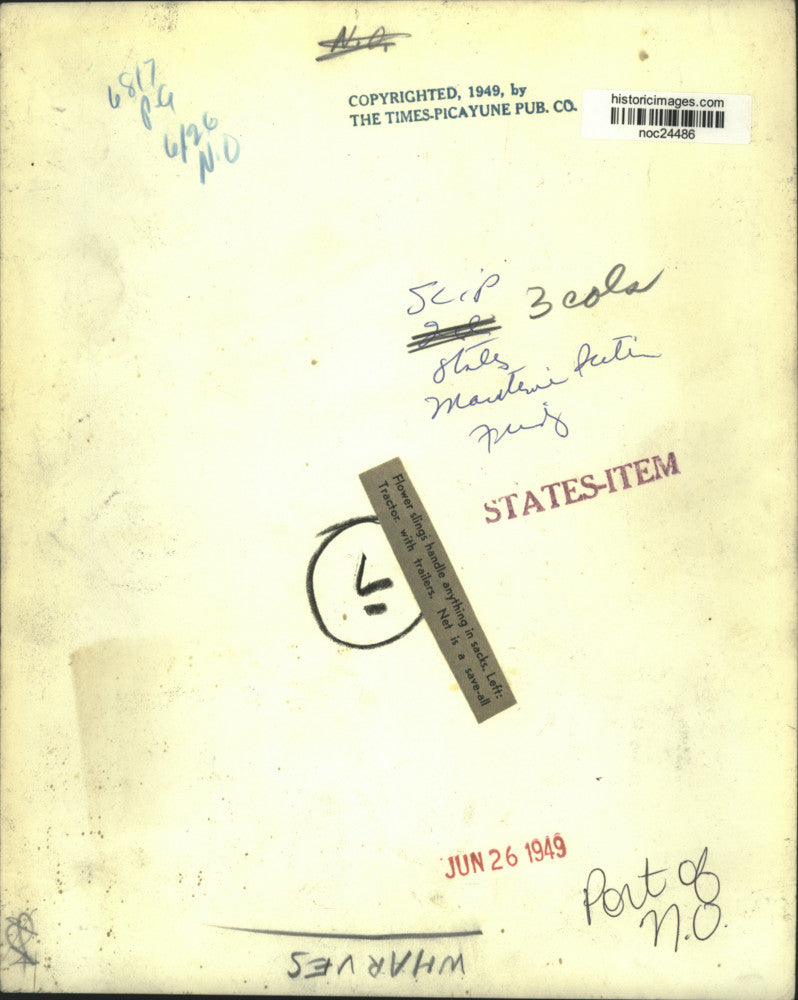 N.O.
6817
PG
6/26
N.O
COPYRIGHTED, 1949, by
THE TIMES-PICAYUNE PUB. CO.
historicimages.com
noc24486
3 cols
States
STATES-ITEM
Flower slings handle anything in sacks. Left:
Tractor with trailers. Net is a save-all
JUN 26 1949
Port of
N.O.
WHARVES